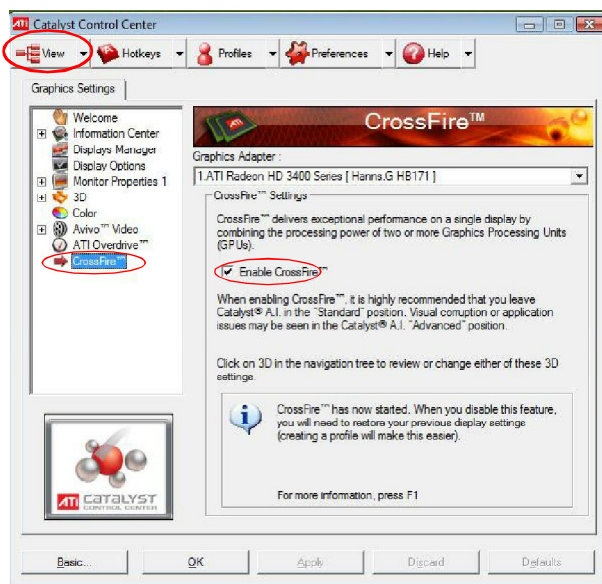 ATI Catalyst Control Center
View Hotkeys Profiles Preferences Help
Graphics Settings
Welcome
Information Center
Displays Manager
Display Options
Monitor Properties 1
3D
Color
Avivo™ Video
ATI Overdrive™
CrossFire™
CATALYST
CONTROL CENTER
CrossFire™
Graphics Adapter :
1.ATI Radeon HD 3400 Series [ Hanns.G HB171 ]
CrossFire™ Settings
CrossFire™ delivers exceptional performance on a single display by
combining the processing power of two or more Graphics Processing Units
(GPUs).
Enable CrossFire™
When enabling CrossFire™, it is highly recommended that you leave
Catalyst® A.I. in the "Standard" position. Visual corruption or application
issues may be seen in the Catalyst® A.I. "Advanced" position.
Click on 3D in the navigation tree to review or change either of these 3D
settings.
CrossFire™ has now started. When you disable this feature,
you will need to restore your previous display settings
(creating a profile will make this easier).
For more information, press F1
Basic... OK Apply Discard Defaults